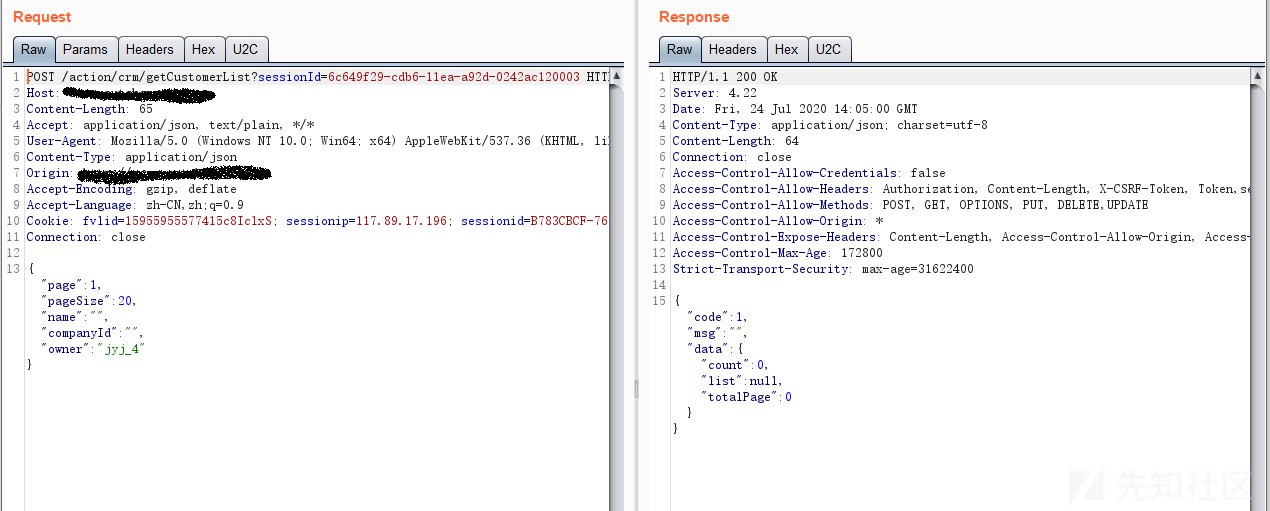 Request
Raw Params Headers Hex U2C
1 POST /action/crm/getCustomerList?sessionId=6c649f29-cdb6-11ea-a92d-0242ac120003 HTT
2 Host:
3 Content-Length: 65
4 Accept: application/json, text/plain, */*
5 User-Agent: Mozilla/5.0 (Windows NT 10.0; Win64; x64) AppleWebKit/537.36 (KHTML, li
6 Content-Type: application/json
7 Origin:
8 Accept-Encoding: gzip, deflate
9 Accept-Language: zh-CN,zh;q=0.9
10 Cookie: fvlid=15955955577415c8IclxS; sessionip=117.89.17.196; sessionid=B783CBCF-76
11 Connection: close
12
13 {
"page":1,
"pageSize":20,
"name":"",
"companyId":"",
"owner":"jyj_4"
}
Response
Raw Headers Hex U2C
1 HTTP/1.1 200 OK
2 Server: 4.22
3 Date: Fri, 24 Jul 2020 14:05:00 GMT
4 Content-Type: application/json; charset=utf-8
5 Content-Length: 64
6 Connection: close
7 Access-Control-Allow-Credentials: false
8 Access-Control-Allow-Headers: Authorization, Content-Length, X-CSRF-Token, Token,se
9 Access-Control-Allow-Methods: POST, GET, OPTIONS, PUT, DELETE,UPDATE
10 Access-Control-Allow-Origin: *
11 Access-Control-Expose-Headers: Content-Length, Access-Control-Allow-Origin, Access-
12 Access-Control-Max-Age: 172800
13 Strict-Transport-Security: max-age=31622400
14
15 {
"code":1,
"msg":"",
"data":{
"count":0,
"list":null,
"totalPage":0
}
}
先知社区